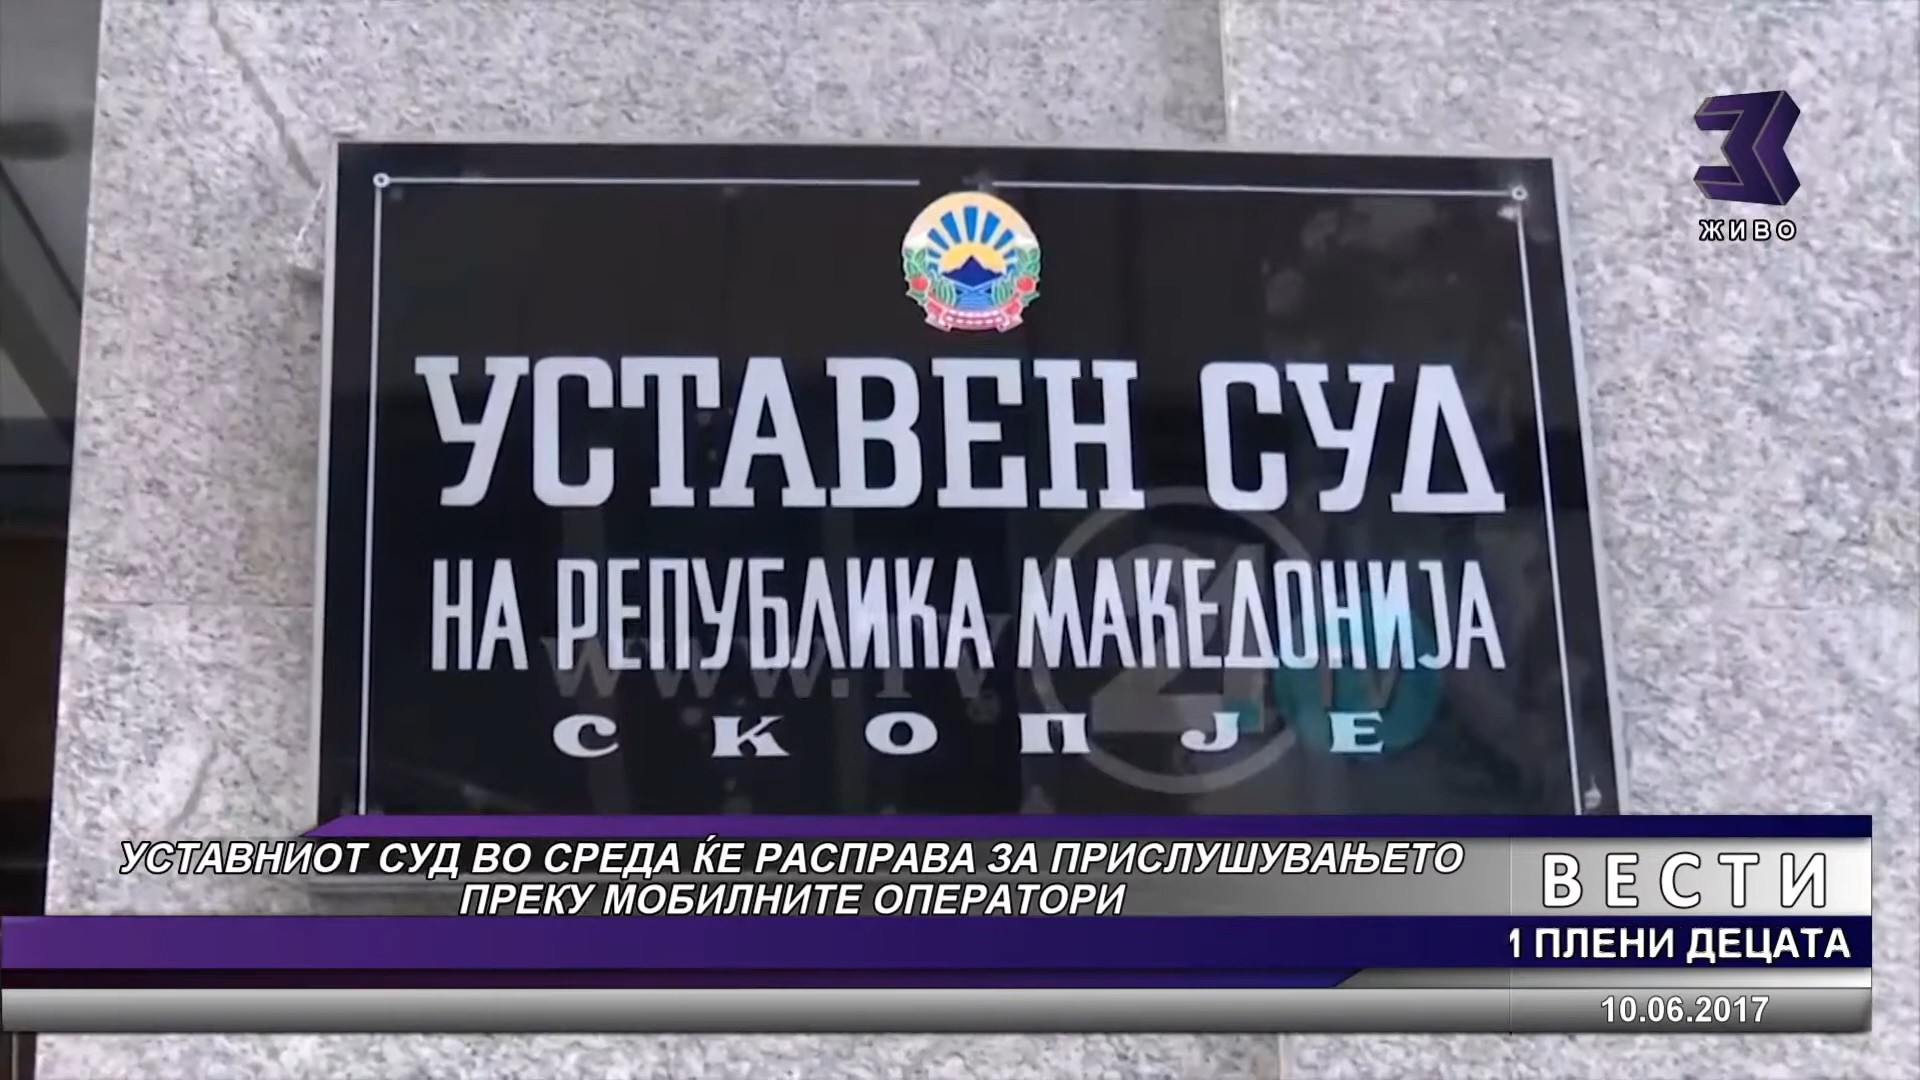 ЖИВО
УСТАВЕН СУД
НА РЕПУБЛИКА МАКЕДОНИЈА
СКОПЈЕ
УСТАВНИОТ СУД ВО СРЕДА ЌЕ РАСПРАВА ЗА ПРИСЛУШУВАЊЕТО
ПРЕКУ МОБИЛНИТЕ ОПЕРАТОРИ
ВЕСТИ
ПЛЕНИ ДЕЦАТА
10.06.2017